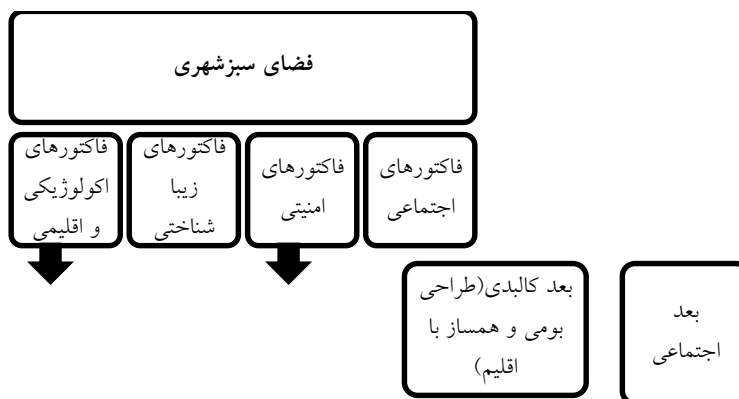 فضای سبزشهری
فاکتورهای
اجتماعی
فاکتورهای
امنیتی
فاکتورهای
زیبا
شناختی
فاکتورهای
اکولوژیکی
و اقلیمی
بعد
اجتماعی
بعد کالبدی(طراحی
بومی و همساز با
اقلیم)